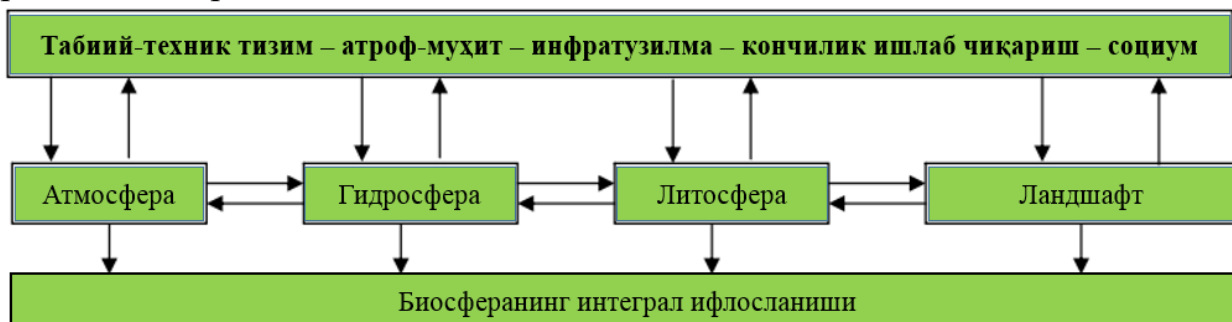 Табиий-техник тизим – атроф-муҳит – инфратузилма – кончилик ишлаб чиқариш – социум
Атмосфера
Гидросфера
Литосфера
Ландшафт
Биосферанинг интеграл ифлосланиши